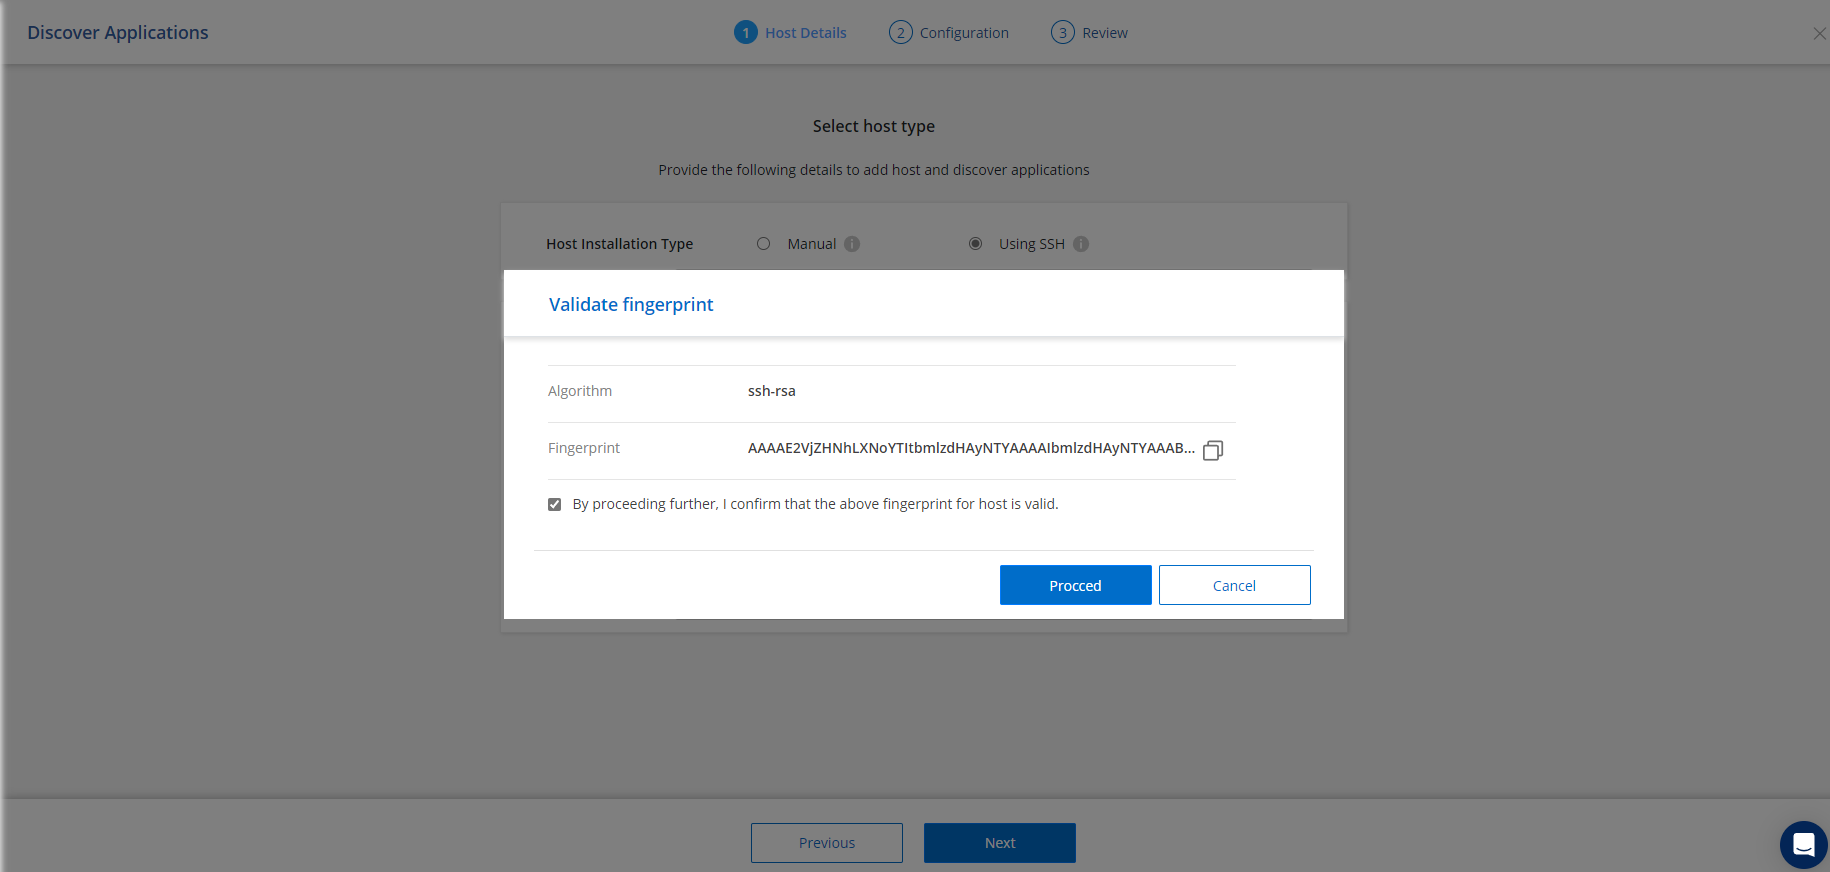 Discover Applications
1 Host Details
2 Configuration
3 Review
Select host type
Provide the following details to add host and discover applications
Host Installation Type
Manual
Using SSH
Validate fingerprint
Algorithm ssh-rsa
Fingerprint AAAAE2VjZHNhLXNoYTItbmlzdHAyNTYAAAAIbmlzdHAyNTYAAAB...
By proceeding further, I confirm that the above fingerprint for host is valid.
Procced
Cancel
Previous
Next